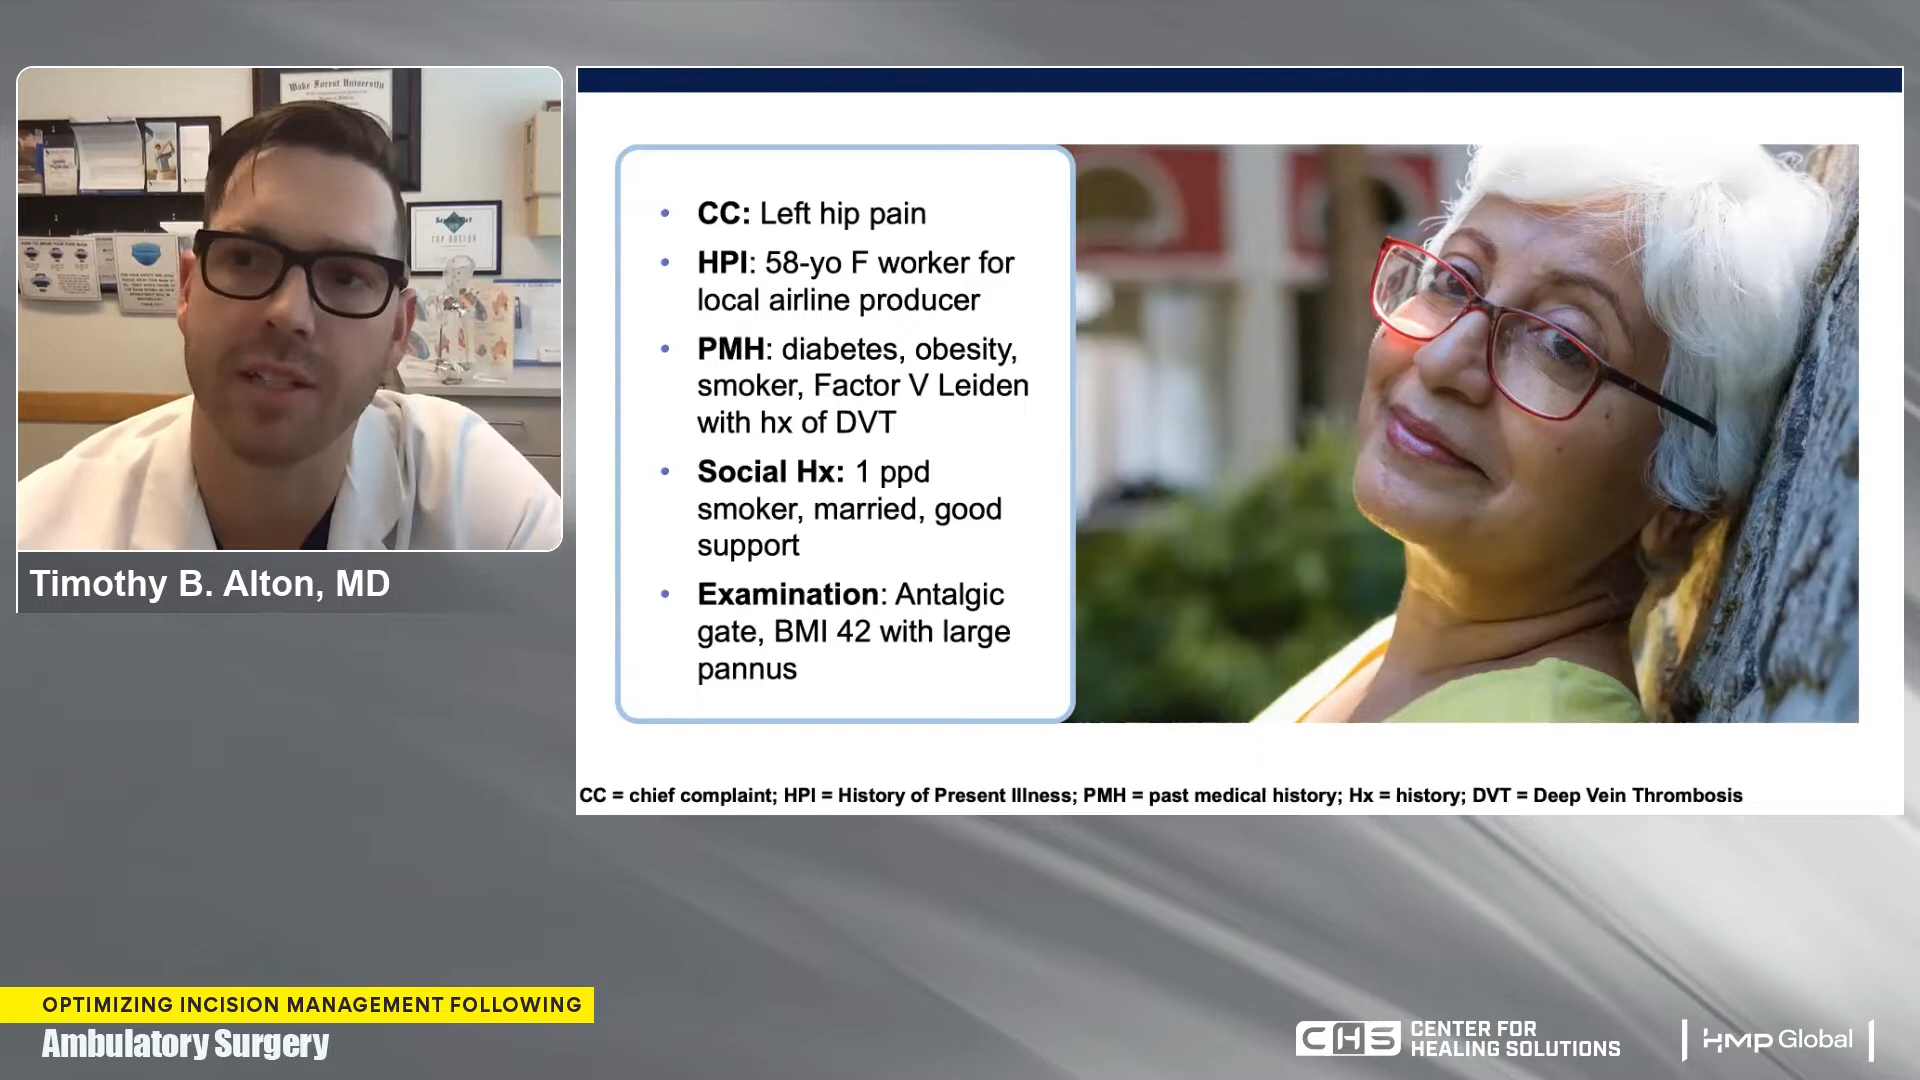 Wake Forest University
TOP DOCTOR
Timothy B. Alton, MD
• CC: Left hip pain
• HPI: 58-yo F worker for
local airline producer
• PMH: diabetes, obesity,
smoker, Factor V Leiden
with hx of DVT
• Social Hx: 1 ppd
smoker, married, good
support
• Examination: Antalgic
gate, BMI 42 with large
pannus
CC = chief complaint; HPI = History of Present Illness; PMH = past medical history; Hx = history; DVT = Deep Vein Thrombosis
OPTIMIZING INCISION MANAGEMENT FOLLOWING
Ambulatory Surgery
CHS CENTER FOR
HEALING SOLUTIONS
HMP Global